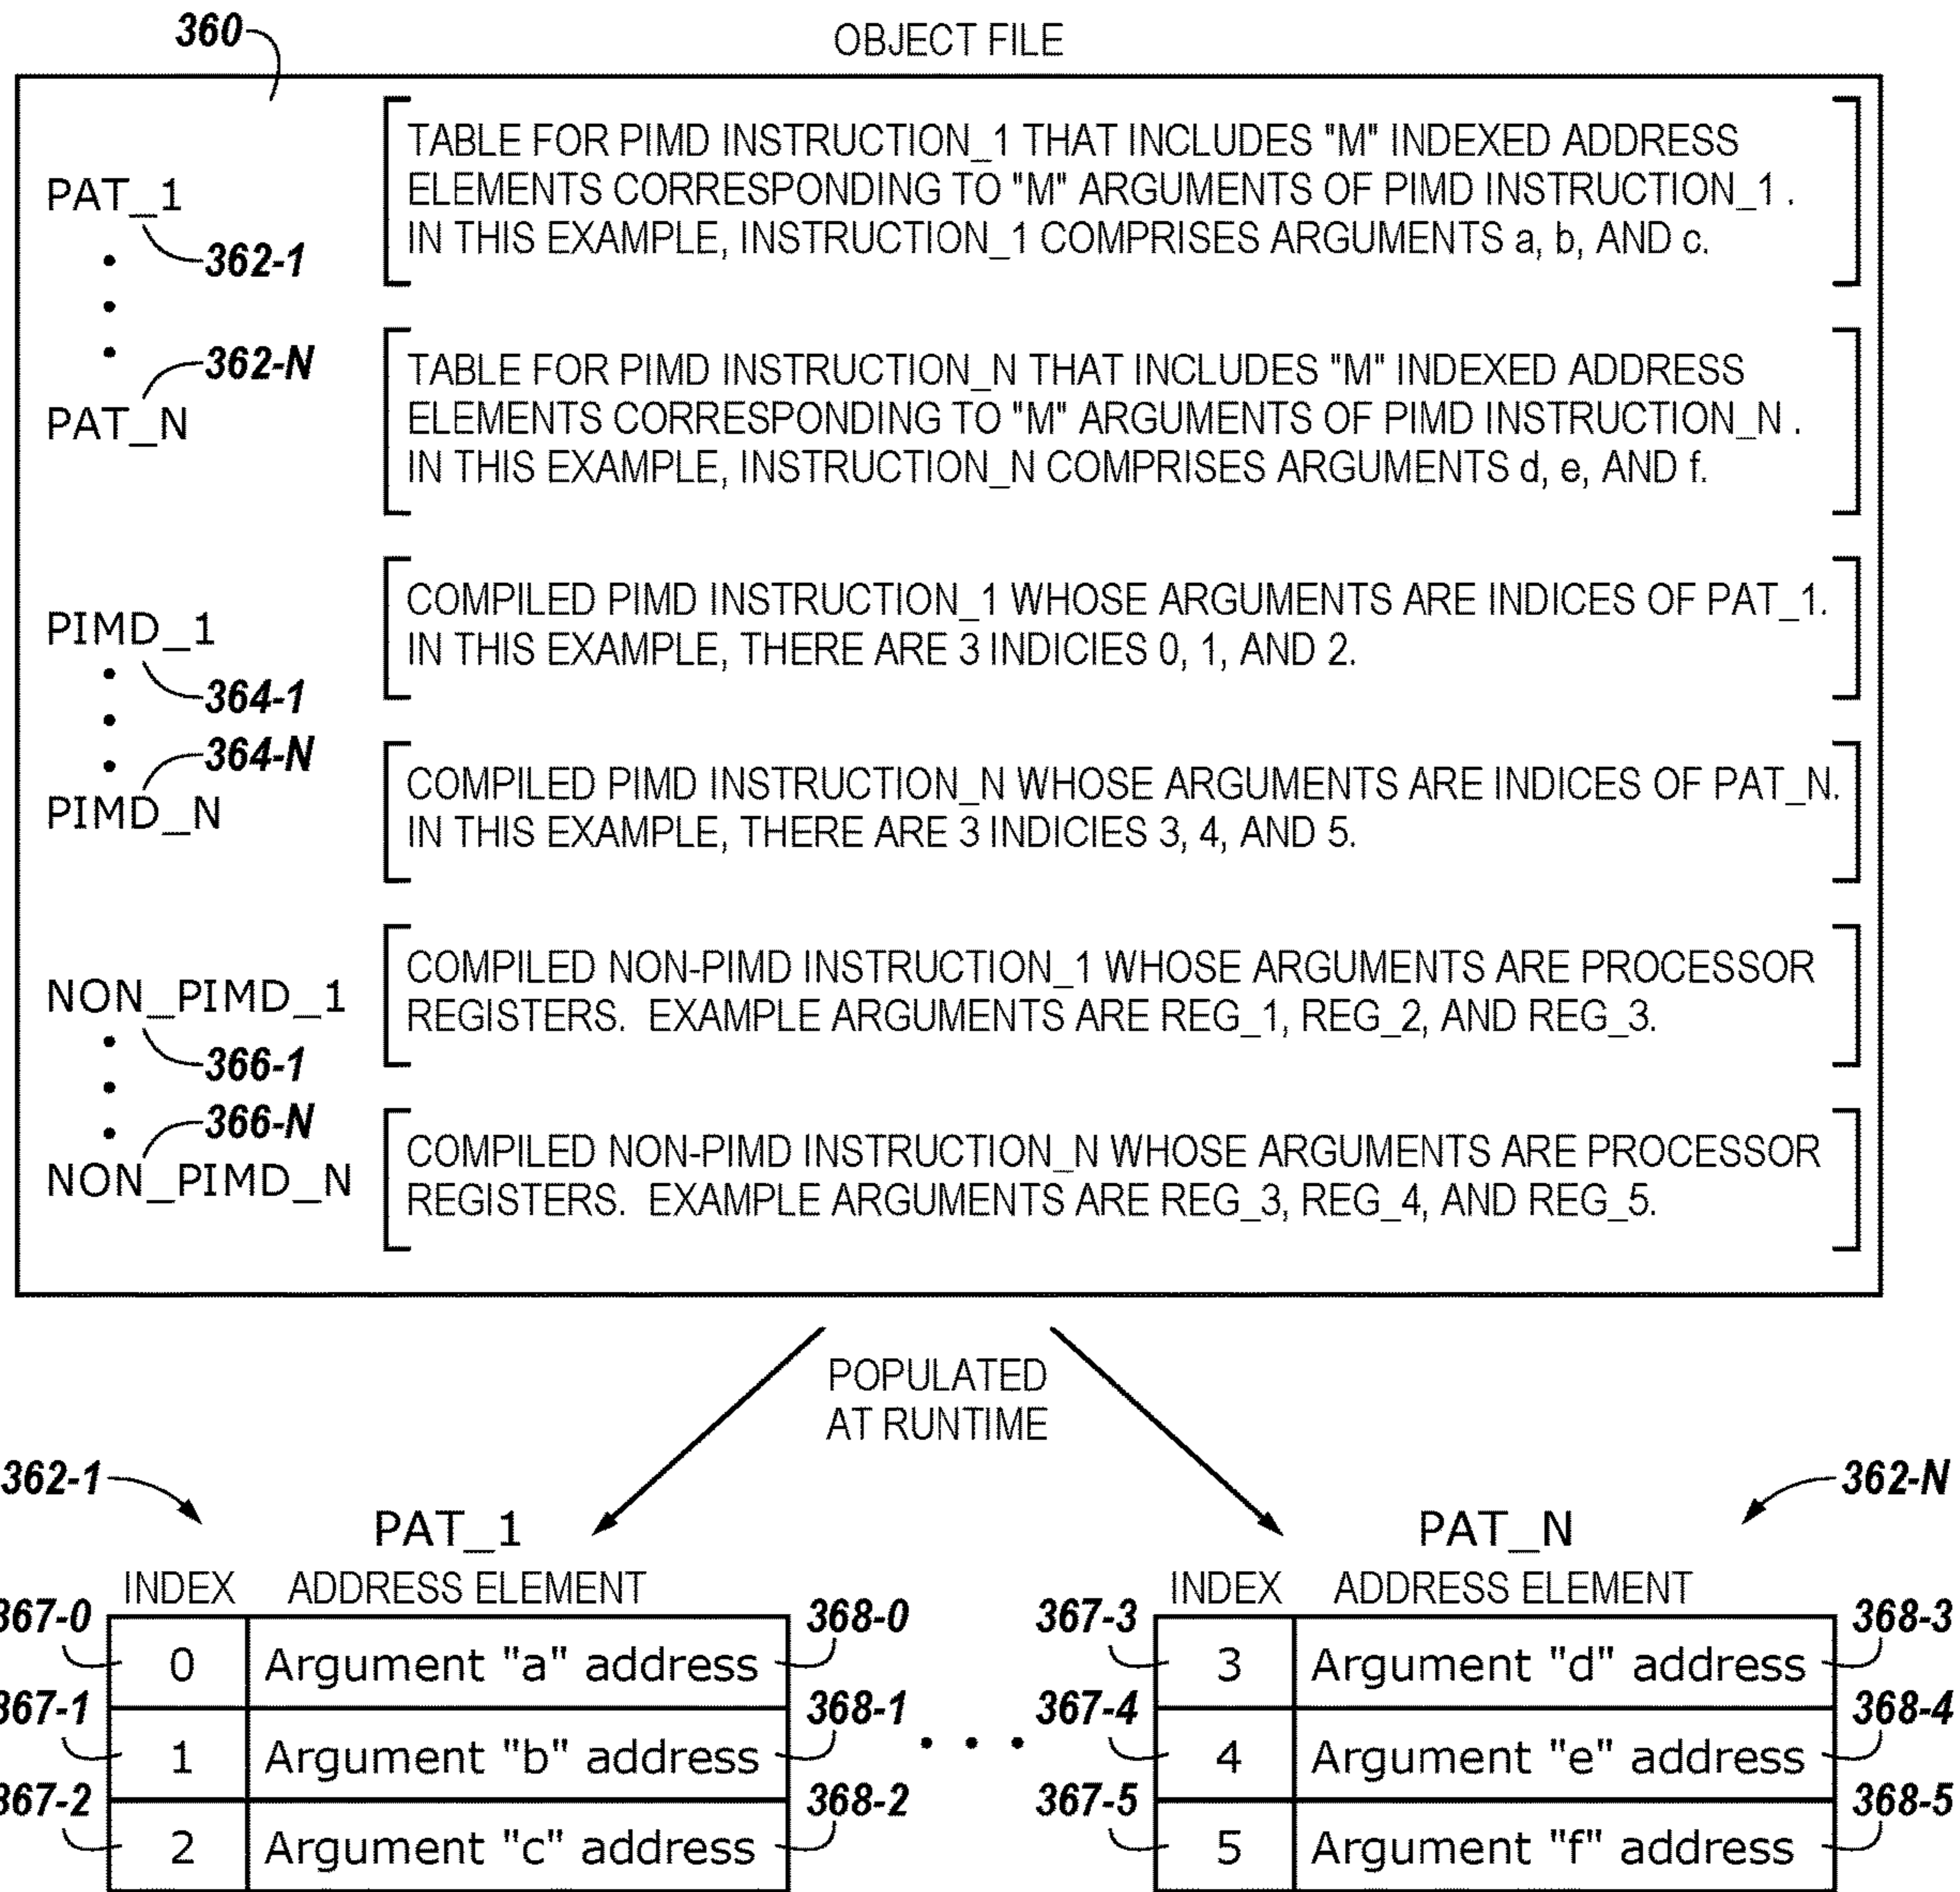 360
OBJECT FILE
PAT_1
362-1
TABLE FOR PIMD INSTRUCTION_1 THAT INCLUDES "M" INDEXED ADDRESS
ELEMENTS CORRESPONDING TO "M" ARGUMENTS OF PIMD INSTRUCTION_1 .
IN THIS EXAMPLE, INSTRUCTION_1 COMPRISES ARGUMENTS a, b, AND c.
362-N
PAT_N
TABLE FOR PIMD INSTRUCTION_N THAT INCLUDES "M" INDEXED ADDRESS
ELEMENTS CORRESPONDING TO "M" ARGUMENTS OF PIMD INSTRUCTION_N .
IN THIS EXAMPLE, INSTRUCTION_N COMPRISES ARGUMENTS d, e, AND f.
PIMD_1
364-1
COMPILED PIMD INSTRUCTION_1 WHOSE ARGUMENTS ARE INDICES OF PAT_1.
IN THIS EXAMPLE, THERE ARE 3 INDICIES 0, 1, AND 2.
364-N
PIMD_N
COMPILED PIMD INSTRUCTION_N WHOSE ARGUMENTS ARE INDICES OF PAT_N.
IN THIS EXAMPLE, THERE ARE 3 INDICIES 3, 4, AND 5.
NON_PIMD_1
366-1
COMPILED NON-PIMD INSTRUCTION_1 WHOSE ARGUMENTS ARE PROCESSOR
REGISTERS. EXAMPLE ARGUMENTS ARE REG_1, REG_2, AND REG_3.
366-N
NON_PIMD_N
COMPILED NON-PIMD INSTRUCTION_N WHOSE ARGUMENTS ARE PROCESSOR
REGISTERS. EXAMPLE ARGUMENTS ARE REG_3, REG_4, AND REG_5.
POPULATED
AT RUNTIME
362-1
PAT_1
INDEX ADDRESS ELEMENT
367-0 0 Argument "a" address 368-0
367-1 1 Argument "b" address 368-1
367-2 2 Argument "c" address 368-2
362-N
PAT_N
INDEX ADDRESS ELEMENT
367-3 3 Argument "d" address 368-3
367-4 4 Argument "e" address 368-4
367-5 5 Argument "f" address 368-5